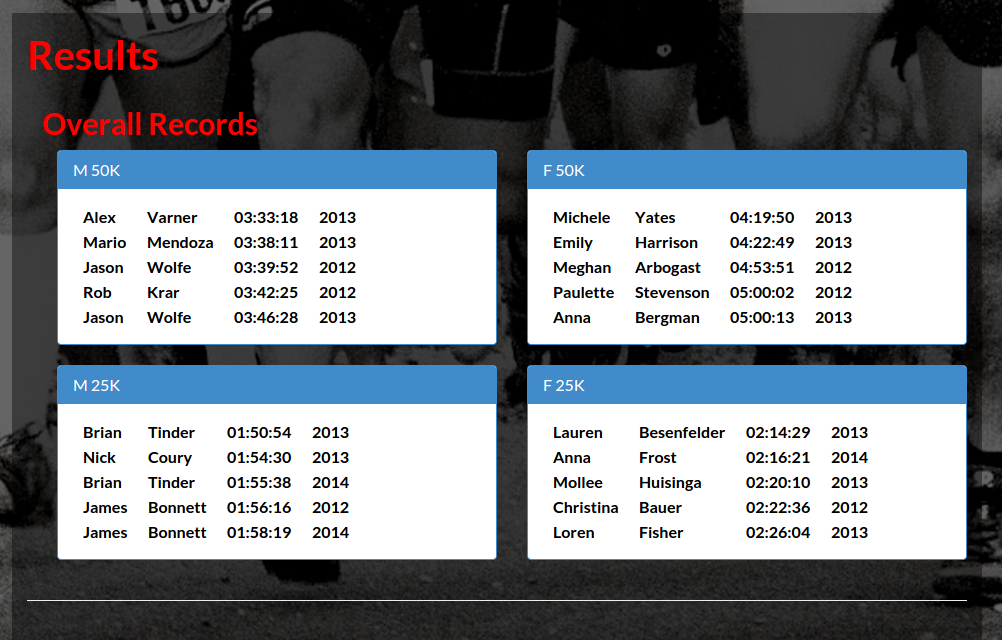 Results
Overall Records
M 50K
Alex Varner 03:33:18 2013
Mario Mendoza 03:38:11 2013
Jason Wolfe 03:39:52 2012
Rob Krar 03:42:25 2012
Jason Wolfe 03:46:28 2013
F 50K
Michele Yates 04:19:50 2013
Emily Harrison 04:22:49 2013
Meghan Arbogast 04:53:51 2012
Paulette Stevenson 05:00:02 2012
Anna Bergman 05:00:13 2013
M 25K
Brian Tinder 01:50:54 2013
Nick Coury 01:54:30 2013
Brian Tinder 01:55:38 2014
James Bonnett 01:56:16 2012
James Bonnett 01:58:19 2014
F 25K
Lauren Besenfelder 02:14:29 2013
Anna Frost 02:16:21 2014
Mollee Huisinga 02:20:10 2013
Christina Bauer 02:22:36 2012
Loren Fisher 02:26:04 2013